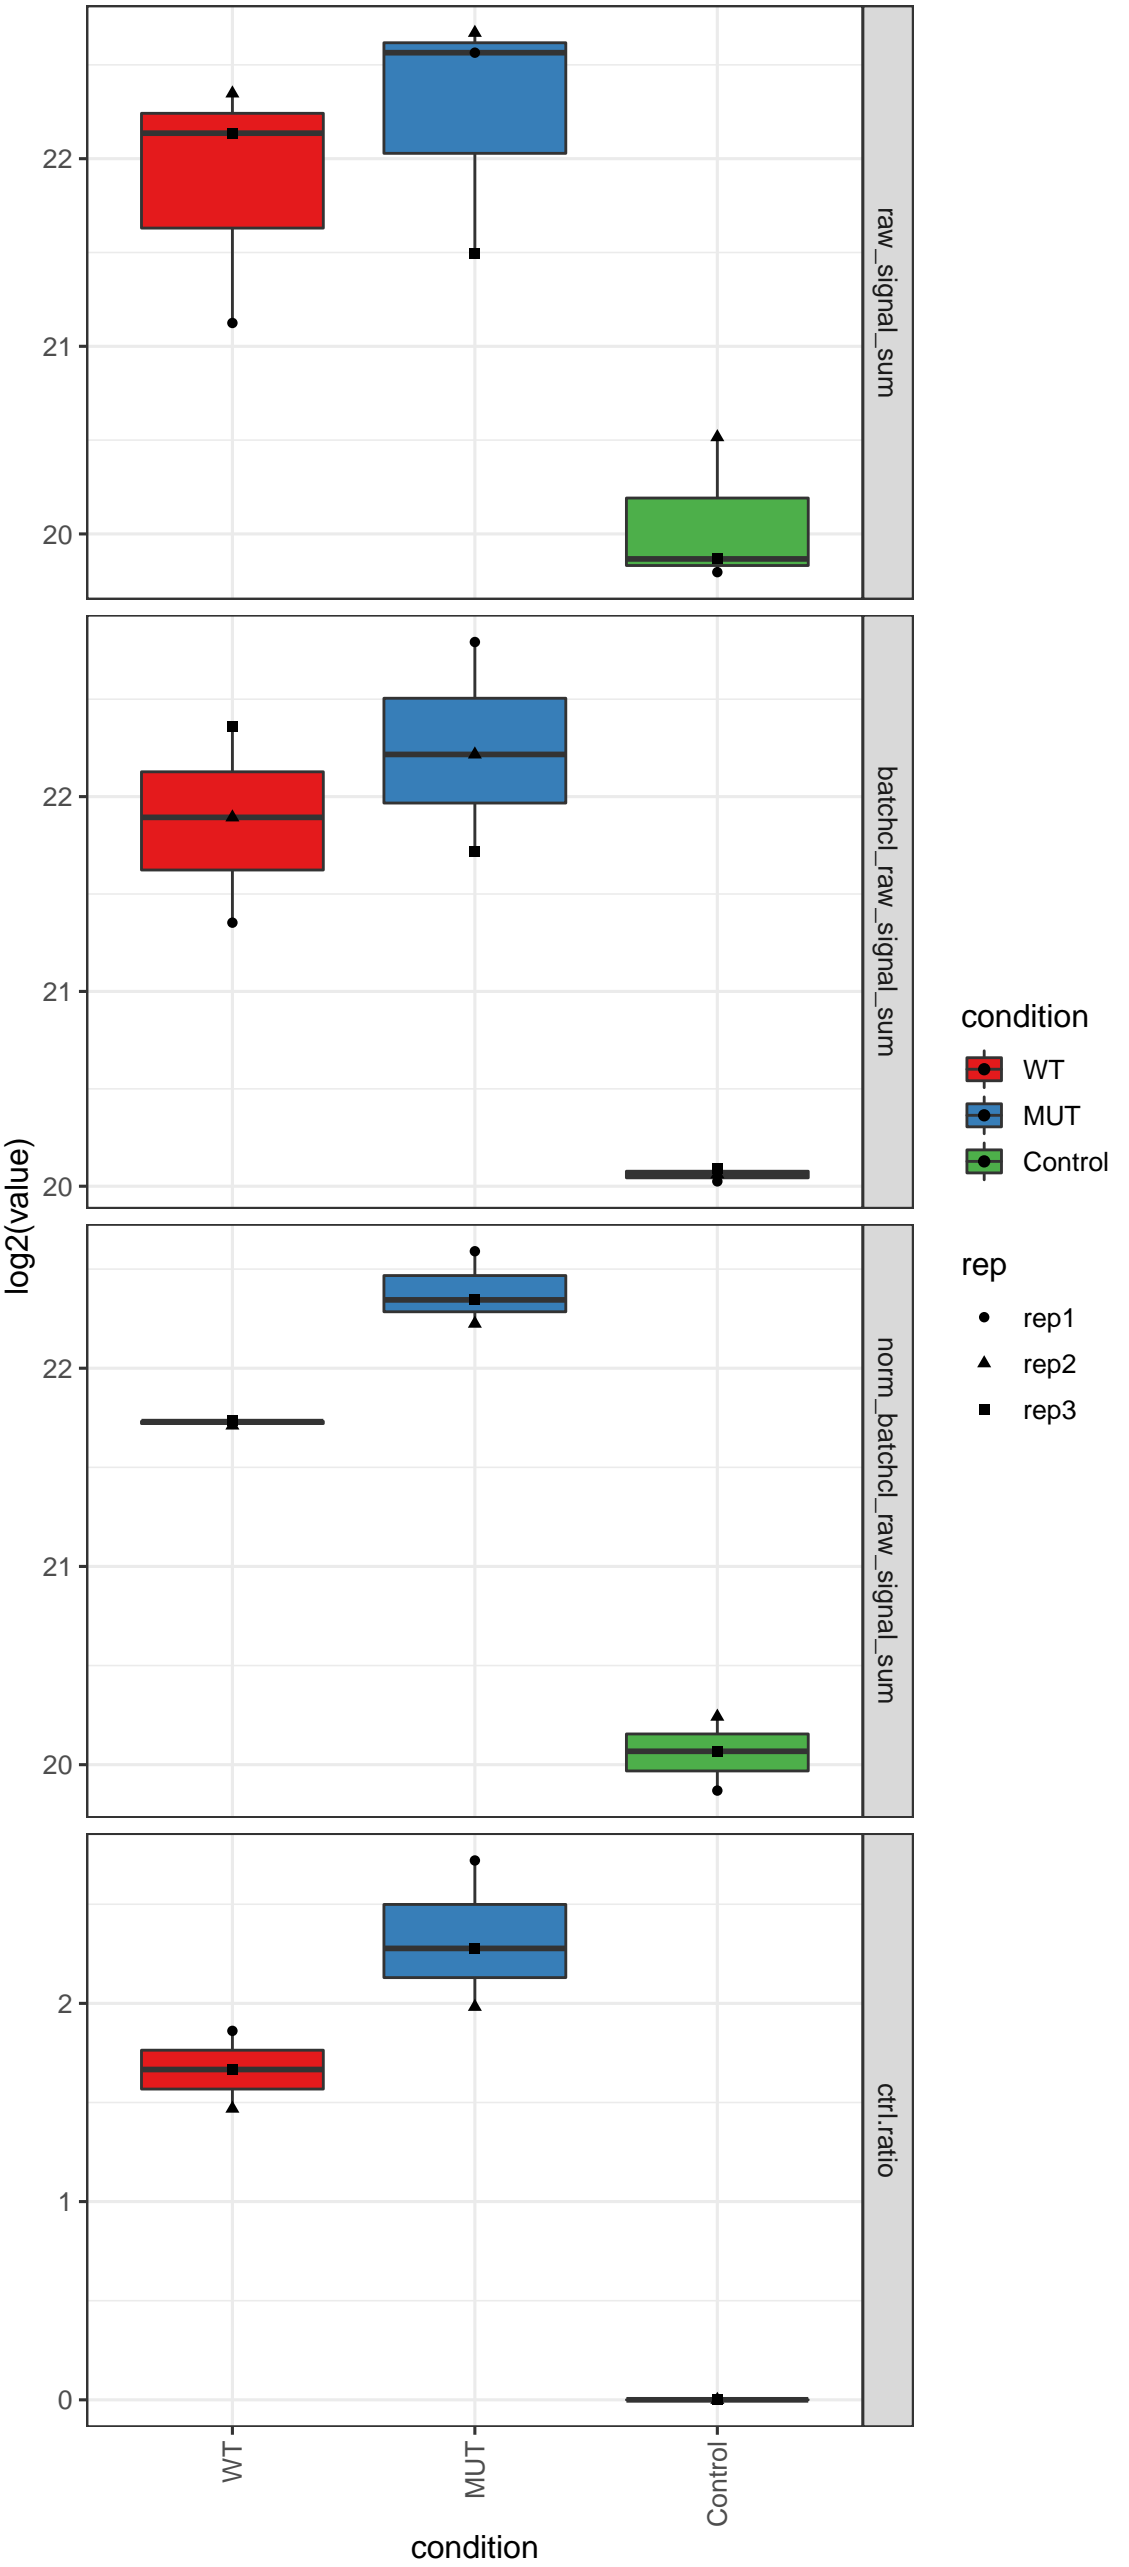 log2(value)
22
21
20
raw_signal_sum
22
21
20
batchcl_raw_signal_sum
22
21
20
norm_batchcl_raw_signal_sum
2
1
0
ctrl.ratio
WT
MUT
Control
condition
condition
WT
MUT
Control
rep
rep1
rep2
rep3